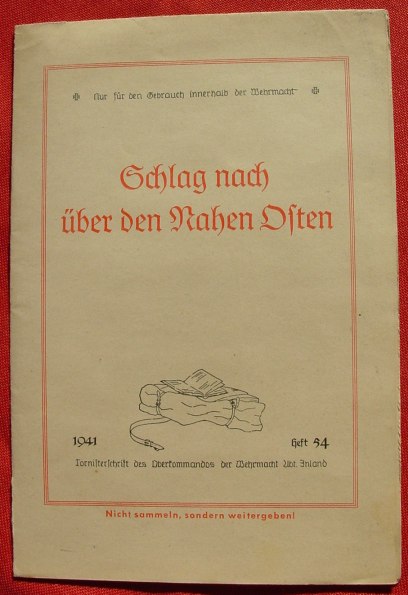 Nur für den Gebrauch innerhalb der Wehrmacht
Schlag nach
über den Nahen Osten
1941 Heft 54
Tornisterschrift des Oberkommandos der Wehrmacht Abt. Inland
Nicht sammeln, sondern weitergeben!